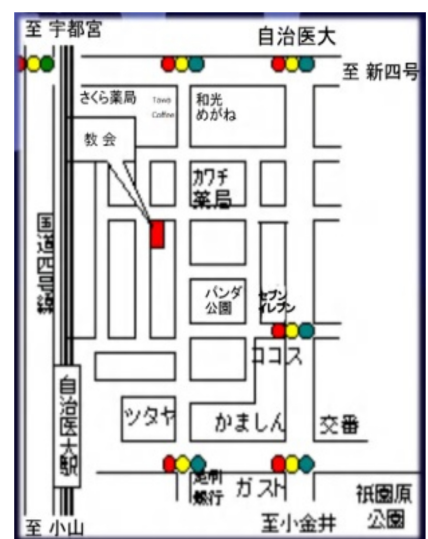 至 宇都宮
自治医大
至 新四号
さくら薬局
Tawa
Coffee
和光
めがね
教 会
カワチ
薬局
国道四号線
パンダ
公園
セブン
イレブン
ココス
自治医大駅
ツタヤ
かましん
交番
足利
銀行
ガスト
祇園原
公園
至 小山
至小金井